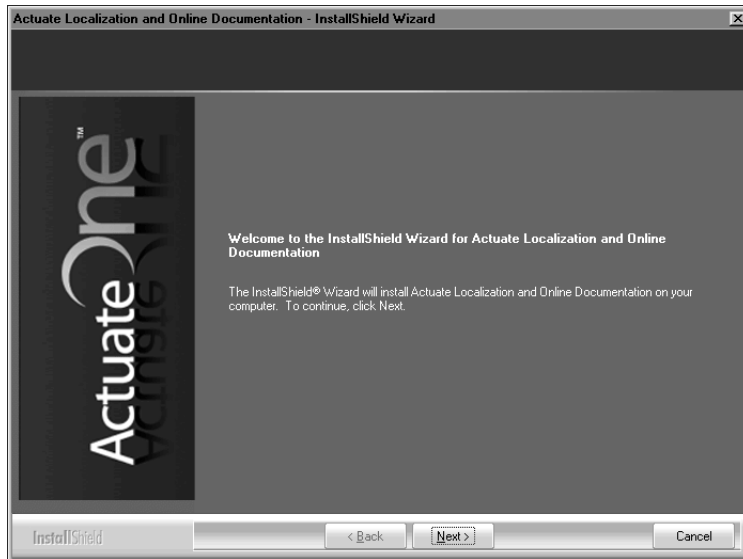 Actuate Localization and Online Documentation - InstallShield Wizard
ActuateOne™
Welcome to the InstallShield Wizard for Actuate Localization and Online
Documentation
The InstallShield® Wizard will install Actuate Localization and Online Documentation on your
computer. To continue, click Next.
InstallShield
< Back
Next >
Cancel